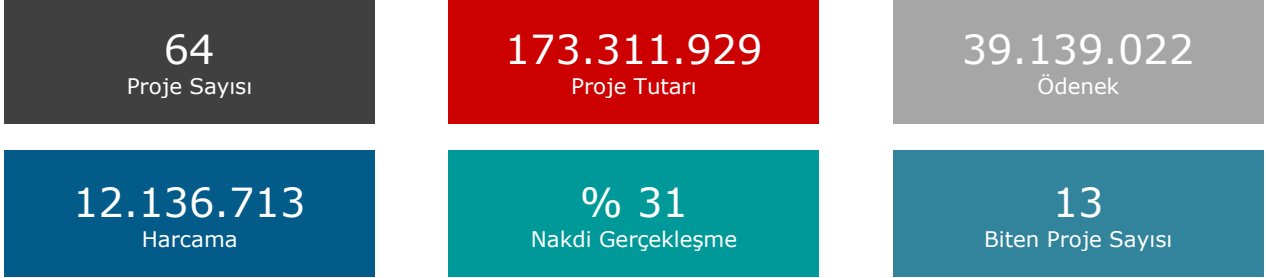 64
Proje Sayısı
173.311.929
Proje Tutarı
39.139.022
Ödenek
12.136.713
Harcama
% 31
Nakdi Gerçekleşme
13
Biten Proje Sayısı